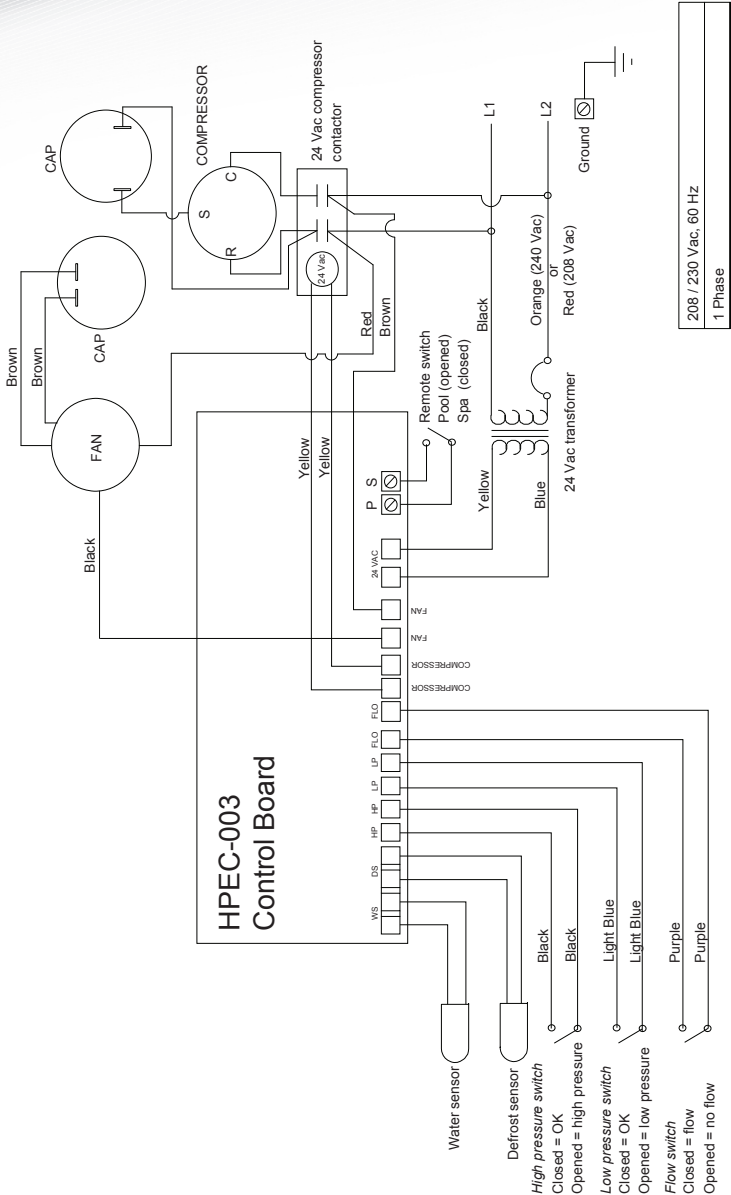 CAP
COMPRESSOR
S
C
R
24 Vac compressor
contactor
24 Vac
CAP
Brown
Brown
FAN
Red
Brown
Black
Yellow
Yellow
L1
L2
Ground
Black
Orange (240 Vac)
or
Red (208 Vac)
Remote switch
Pool (opened)
Spa (closed)
24 Vac transformer
Yellow
Blue
HPEC-003
Control Board
WS
DS
HP
HP
LP
LP
FLO
FLO
COMPRESSOR
COMPRESSOR
FAN
FAN
24 VAC
P
S
Water sensor
Defrost sensor
High pressure switch
Closed = OK
Opened = high pressure
Black
Black
Low pressure switch
Closed = OK
Opened = low pressure
Light Blue
Light Blue
Flow switch
Closed = flow
Opened = no flow
Purple
Purple
208 / 230 Vac, 60 Hz
1 Phase